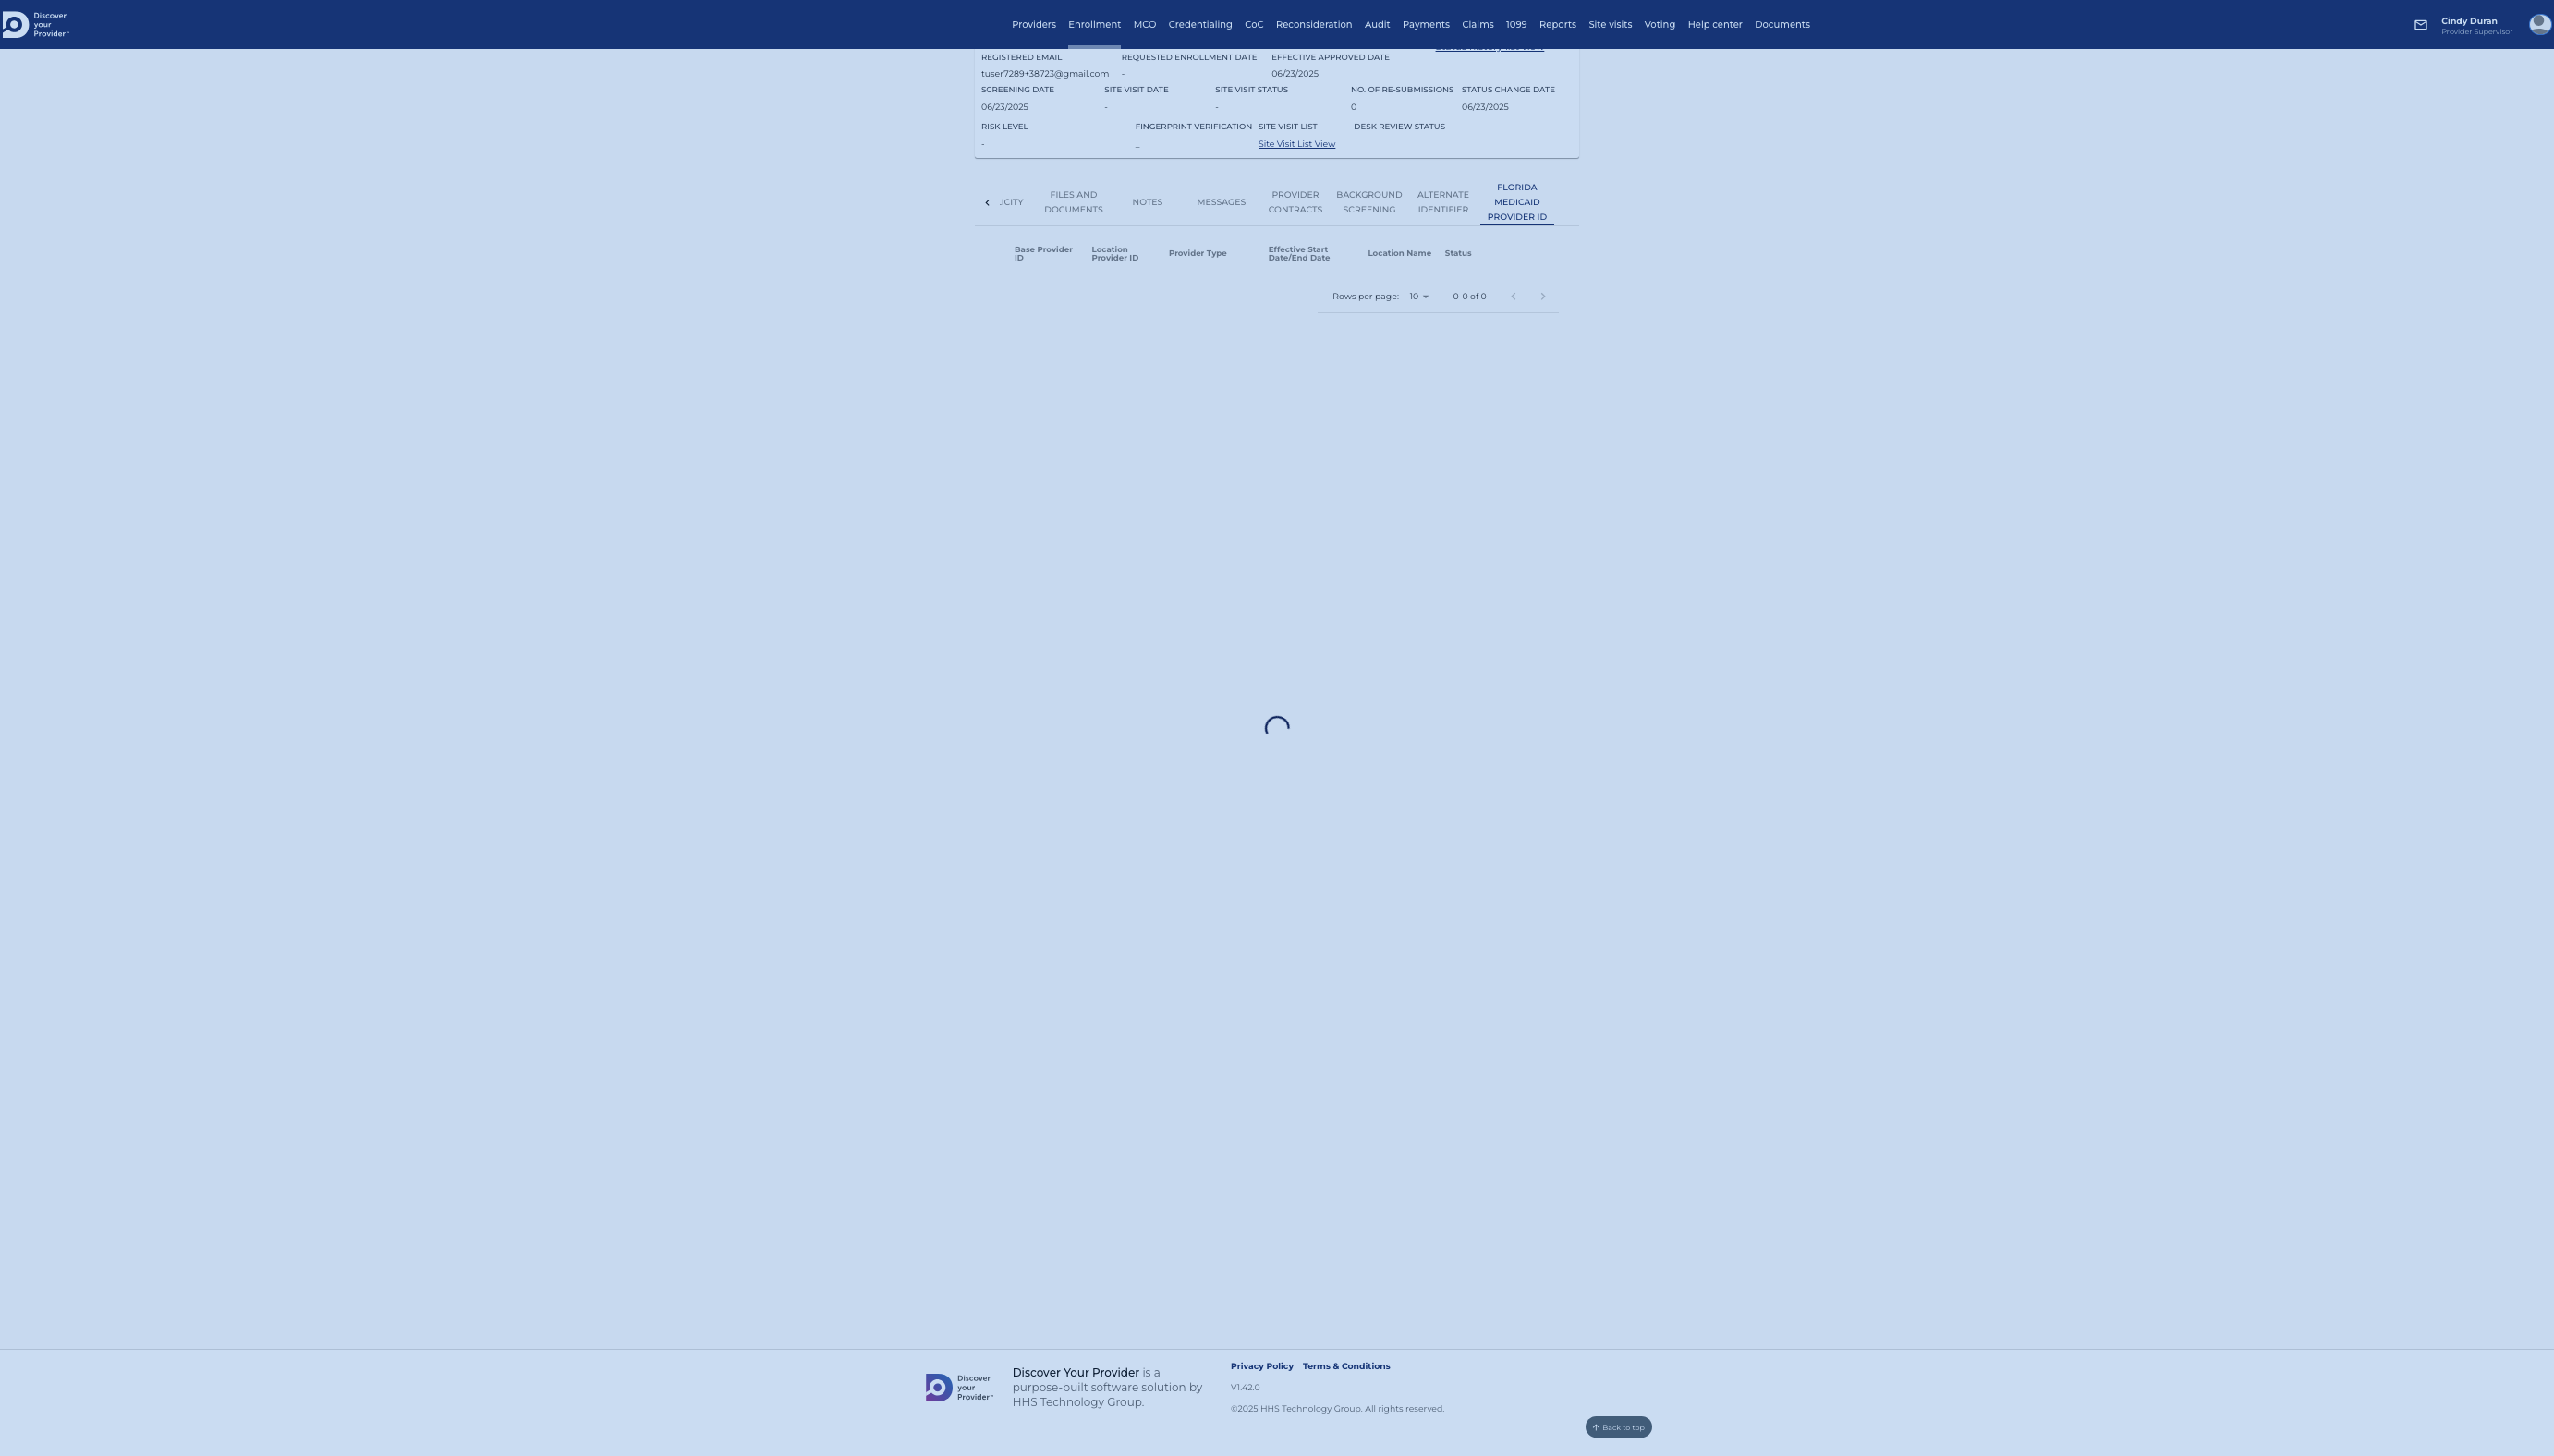 Discover
your
Provider™
Providers Enrollment MCO Credentialing CoC Reconsideration Audit Payments Claims 1099 Reports Site visits Voting Help center Documents
Cindy Duran
Provider Supervisor
REGISTERED EMAIL REQUESTED ENROLLMENT DATE EFFECTIVE APPROVED DATE
tuser7289+38723@gmail.com - 06/23/2025
SCREENING DATE SITE VISIT DATE SITE VISIT STATUS NO. OF RE-SUBMISSIONS STATUS CHANGE DATE
06/23/2025 - - 0 06/23/2025
RISK LEVEL FINGERPRINT VERIFICATION SITE VISIT LIST DESK REVIEW STATUS
- _ Site Visit List View
FILES AND
DOCUMENTS
NOTES
MESSAGES
PROVIDER
CONTRACTS
BACKGROUND
SCREENING
ALTERNATE
IDENTIFIER
FLORIDA
MEDICAID
PROVIDER ID
Base Provider
ID
Location
Provider ID
Provider Type
Effective Start
Date/End Date
Location Name
Status
Rows per page: 10 0-0 of 0
Discover
your
Provider™
Discover Your Provider is a
purpose-built software solution by
HHS Technology Group.
Privacy Policy Terms & Conditions
V1.42.0
©2025 HHS Technology Group. All rights reserved.
Back to top